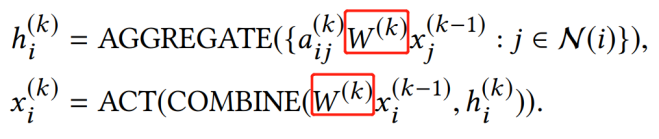 h_i^{(k)} = AGGREGATE({a_{ij}^{(k)} W^{(k)} x_j^{(k-1)} : j ∈ 𝒩(i)}),
x_i^{(k)} = ACT(COMBINE(W^{(k)} x_i^{(k-1)}, h_i^{(k)})).